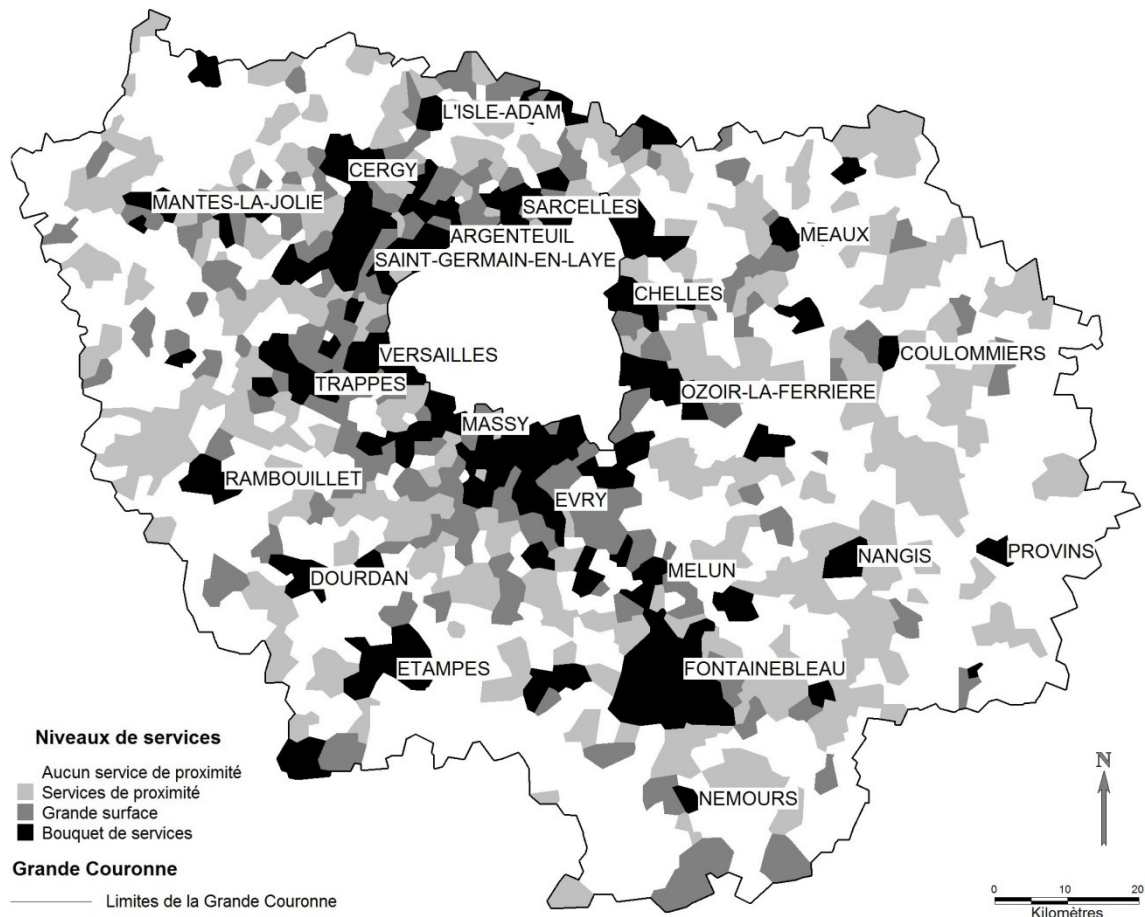 L'ISLE-ADAM
CERGY
MANTES-LA-JOLIE
SARCELLES
ARGENTEUIL
MEAUX
SAINT-GERMAIN-EN-LAYE
CHELLES
VERSAILLES
COULOMMIERS
TRAPPES
OZOIR-LA-FERRIERE
MASSY
RAMBOUILLET
EVRY
DOURDAN
MELUN
NANGIS
PROVINS
ETAMPES
FONTAINEBLEAU
NEMOURS
Niveaux de services
Aucun service de proximité
Services de proximité
Grande surface
Bouquet de services
Grande Couronne
Limites de la Grande Couronne
N
0 10 20
Kilomètres